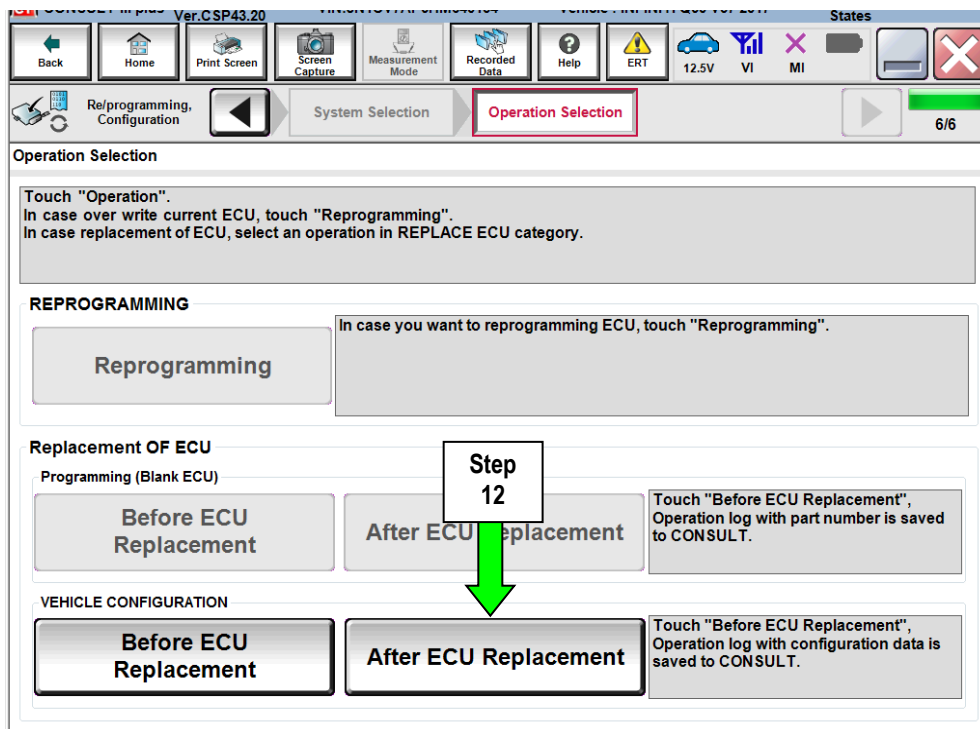 Ver.CSP43.20
States
Back
Home
Print Screen
Screen
Capture
Measurement
Mode
Recorded
Data
Help
ERT
12.5V
VI
MI
Re/programming,
Configuration
System Selection
Operation Selection
6/6
Operation Selection
Touch "Operation".
In case over write current ECU, touch "Reprogramming".
In case replacement of ECU, select an operation in REPLACE ECU category.
REPROGRAMMING
Reprogramming
In case you want to reprogramming ECU, touch "Reprogramming".
Replacement OF ECU
Step
12
Programming (Blank ECU)
Before ECU
Replacement
After ECU Replacement
Touch "Before ECU Replacement",
Operation log with part number is saved
to CONSULT.
VEHICLE CONFIGURATION
Before ECU
Replacement
After ECU Replacement
Touch "Before ECU Replacement",
Operation log with configuration data is
saved to CONSULT.